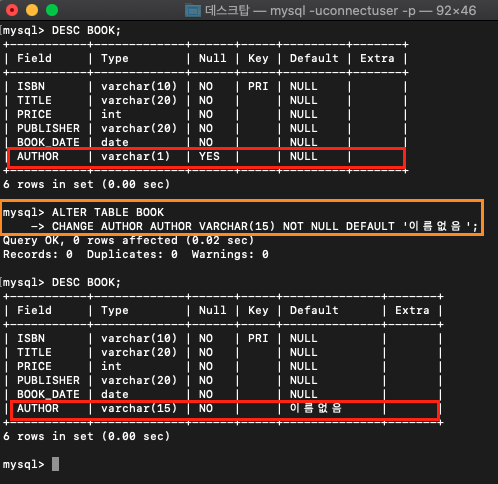 데스크탑 — mysql -uconnectuser -p — 92×46
mysql> DESC BOOK;
+-----------+-------------+------+-----+---------+-------+
| Field     | Type        | Null | Key | Default | Extra |
+-----------+-------------+------+-----+---------+-------+
| ISBN      | varchar(10) | NO   | PRI | NULL    |       |
| TITLE     | varchar(20) | NO   |     | NULL    |       |
| PRICE     | int         | NO   |     | NULL    |       |
| PUBLISHER | varchar(20) | NO   |     | NULL    |       |
| BOOK_DATE | date        | NO   |     | NULL    |       |
| AUTHOR    | varchar(1)  | YES  |     | NULL    |       |
+-----------+-------------+------+-----+---------+-------+
6 rows in set (0.00 sec)
mysql> ALTER TABLE BOOK
    -> CHANGE AUTHOR AUTHOR VARCHAR(15) NOT NULL DEFAULT '이름없음';
Query OK, 0 rows affected (0.02 sec)
Records: 0  Duplicates: 0  Warnings: 0
mysql> DESC BOOK;
+-----------+-------------+------+-----+--------------+-------+
| Field     | Type        | Null | Key | Default      | Extra |
+-----------+-------------+------+-----+--------------+-------+
| ISBN      | varchar(10) | NO   | PRI | NULL         |       |
| TITLE     | varchar(20) | NO   |     | NULL         |       |
| PRICE     | int         | NO   |     | NULL         |       |
| PUBLISHER | varchar(20) | NO   |     | NULL         |       |
| BOOK_DATE | date        | NO   |     | NULL         |       |
| AUTHOR    | varchar(15) | NO   |     | 이름없음     |       |
+-----------+-------------+------+-----+--------------+-------+
6 rows in set (0.00 sec)
mysql>